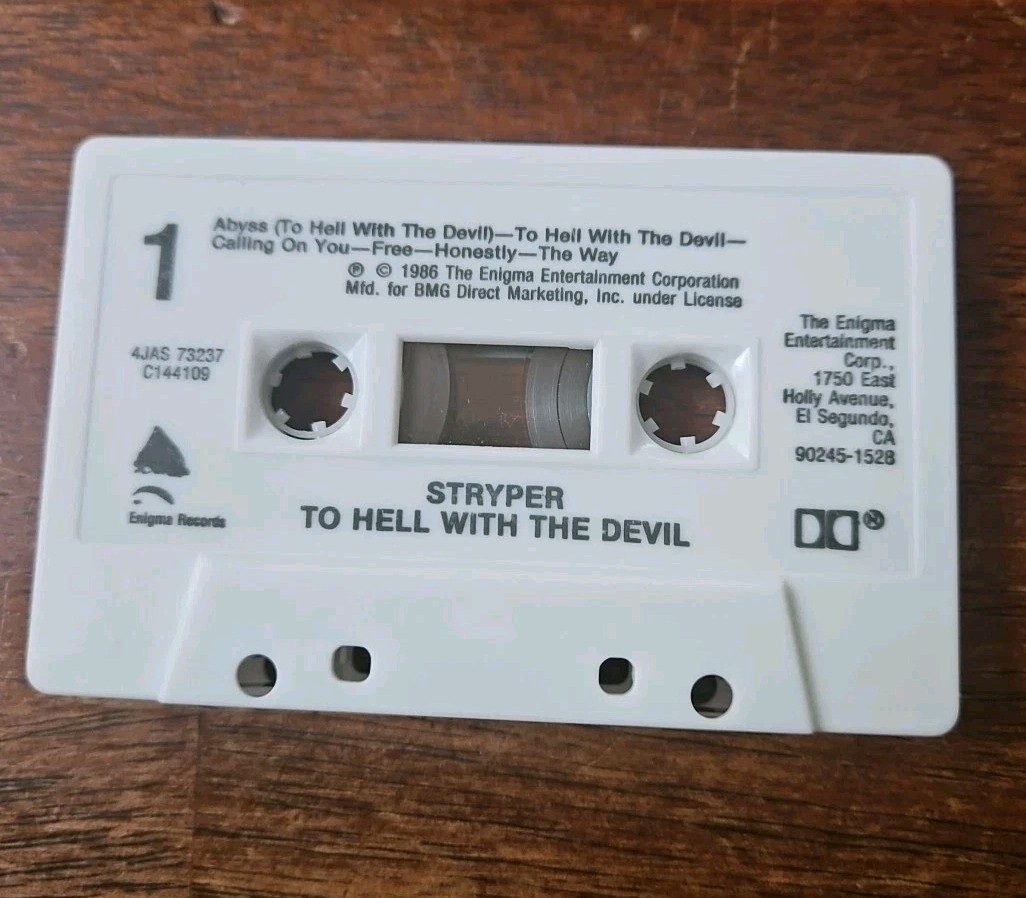 1
Abyss (To Hell With The Devil)—To Hell With The Devil—
Calling On You—Free—Honestly—The Way
℗ © 1986 The Enigma Entertainment Corporation
Mfd. for BMG Direct Marketing, Inc. under License
4JAS 73237
C144109
The Enigma
Entertainment
Corp.,
1750 East
Holly Avenue,
El Segundo,
CA
90245-1528
Enigma Records
STRYPER
TO HELL WITH THE DEVIL
®